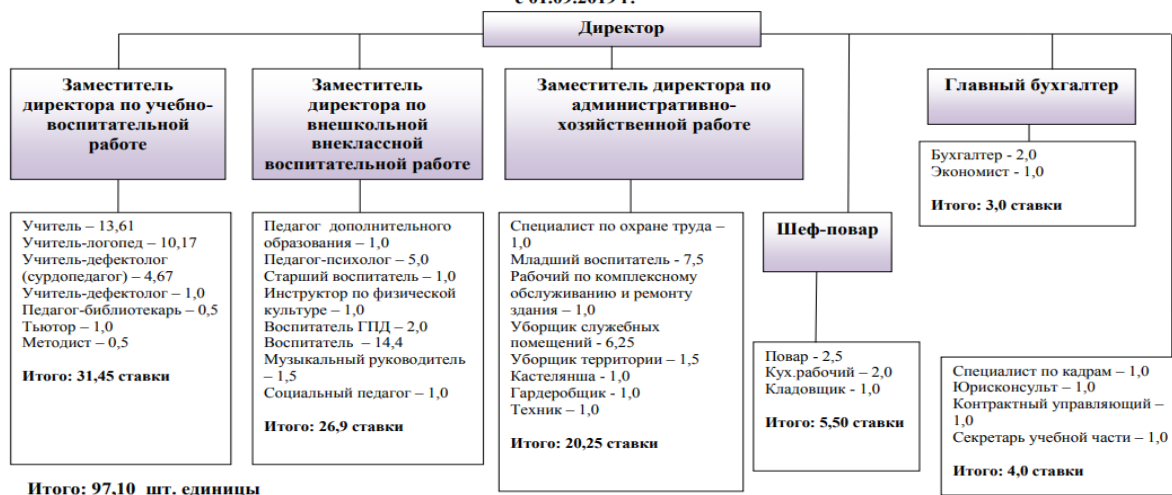 с 01.09.2019 г.
Директор
Заместитель
директора по учебно-
воспитательной
работе
Заместитель
директора по
внешкольной
внеклассной
воспитательной работе
Заместитель директора по
административно-
хозяйственной работе
Главный бухгалтер
Бухгалтер - 2,0
Экономист - 1,0
Итого: 3,0 ставки
Учитель – 13,61
Учитель-логопед – 10,17
Учитель-дефектолог
(сурдопедагог) – 4,67
Учитель-дефектолог – 1,0
Педагог-библиотекарь – 0,5
Тьютор – 1,0
Методист – 0,5
Итого: 31,45 ставки
Педагог дополнительного
образования – 1,0
Педагог-психолог – 5,0
Старший воспитатель – 1,0
Инструктор по физической
культуре – 1,0
Воспитатель ГПД – 2,0
Воспитатель – 14,4
Музыкальный руководитель
– 1,5
Социальный педагог – 1,0
Итого: 26,9 ставки
Специалист по охране труда –
1,0
Младший воспитатель - 7,5
Рабочий по комплексному
обслуживанию и ремонту
здания – 1,0
Уборщик служебных
помещений - 6,25
Уборщик территории – 1,5
Кастелянша - 1,0
Гардеробщик - 1,0
Техник – 1,0
Итого: 20,25 ставки
Шеф-повар
Повар - 2,5
Кух.рабочий – 2,0
Кладовщик – 1,0
Итого: 5,50 ставки
Специалист по кадрам – 1,0
Юрисконсульт – 1,0
Контрактный управляющий –
1,0
Секретарь учебной части – 1,0
Итого: 4,0 ставки
Итого: 97,10 шт. единицы